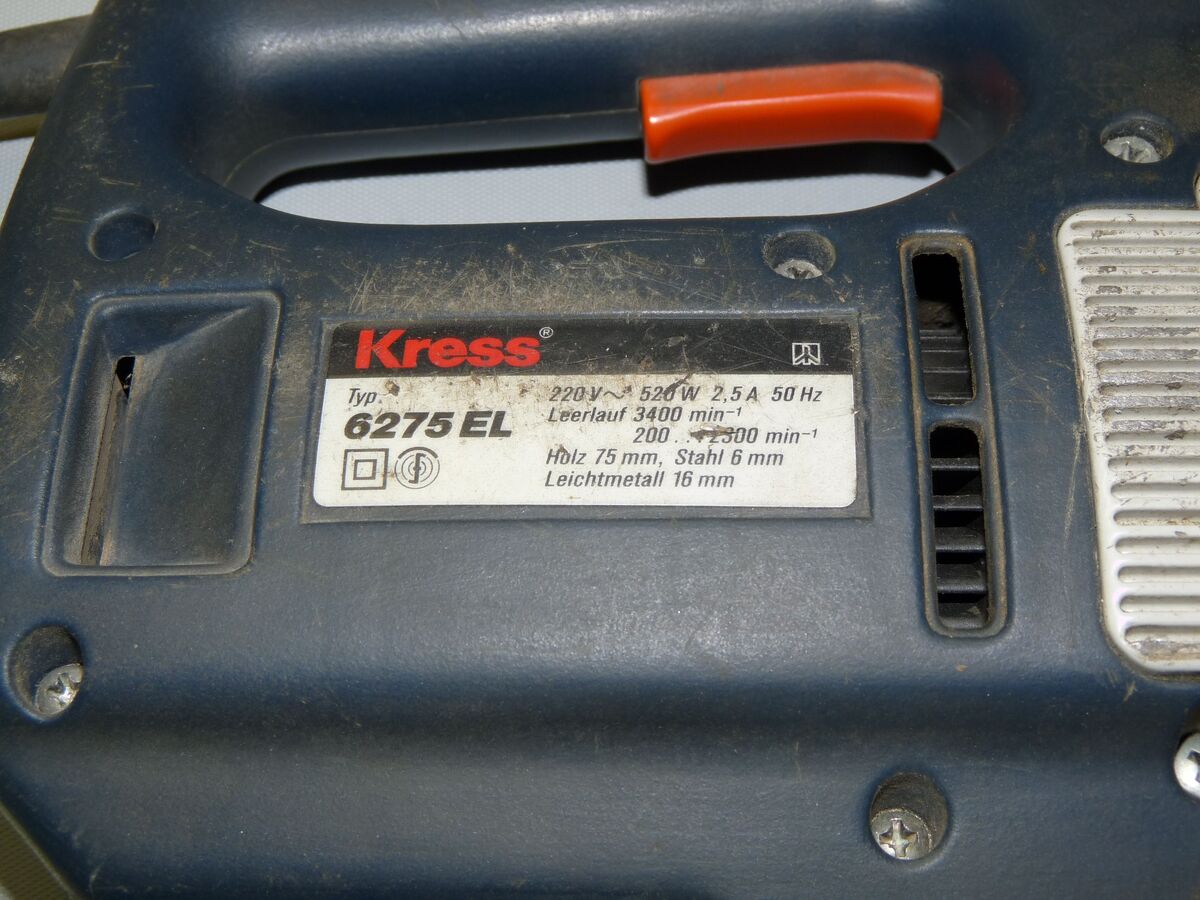 Kress®
Typ.
6275 EL
220 V~ 520 W 2,5 A 50 Hz
Leerlauf 3400 min⁻¹
200 . . . 2300 min⁻¹
Holz 75 mm, Stahl 6 mm
Leichtmetall 16 mm